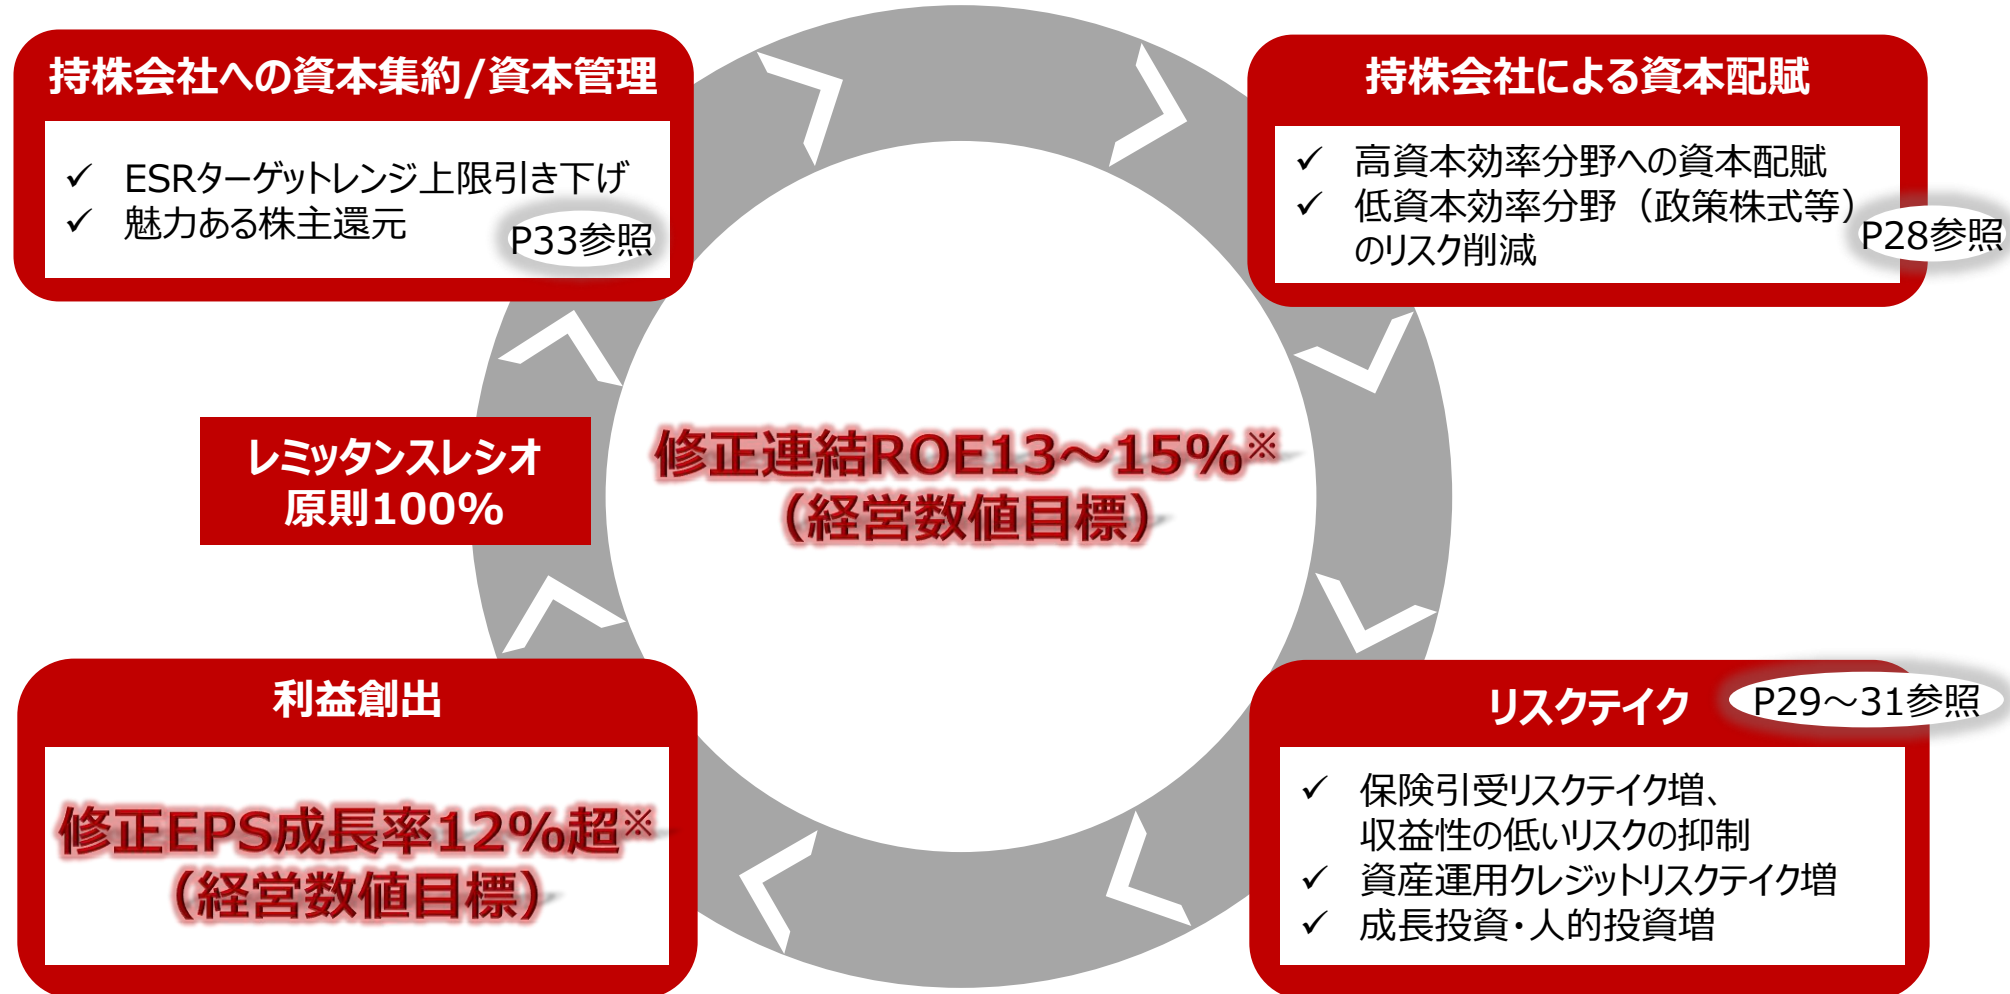 持株会社への資本集約/資本管理
✓ ESRターゲットレンジ上限引き下げ
✓ 魅力ある株主還元
P33参照
持株会社による資本配賦
✓ 高資本効率分野への資本配賦
✓ 低資本効率分野（政策株式等）
のリスク削減
P28参照
レミッタンスレシオ
原則100%
修正連結ROE13～15%※
（経営数値目標）
利益創出
修正EPS成長率12%超※
（経営数値目標）
リスクテイク
P29～31参照
✓ 保険引受リスクテイク増、
収益性の低いリスクの抑制
✓ 資産運用クレジットリスクテイク増
✓ 成長投資・人的投資増